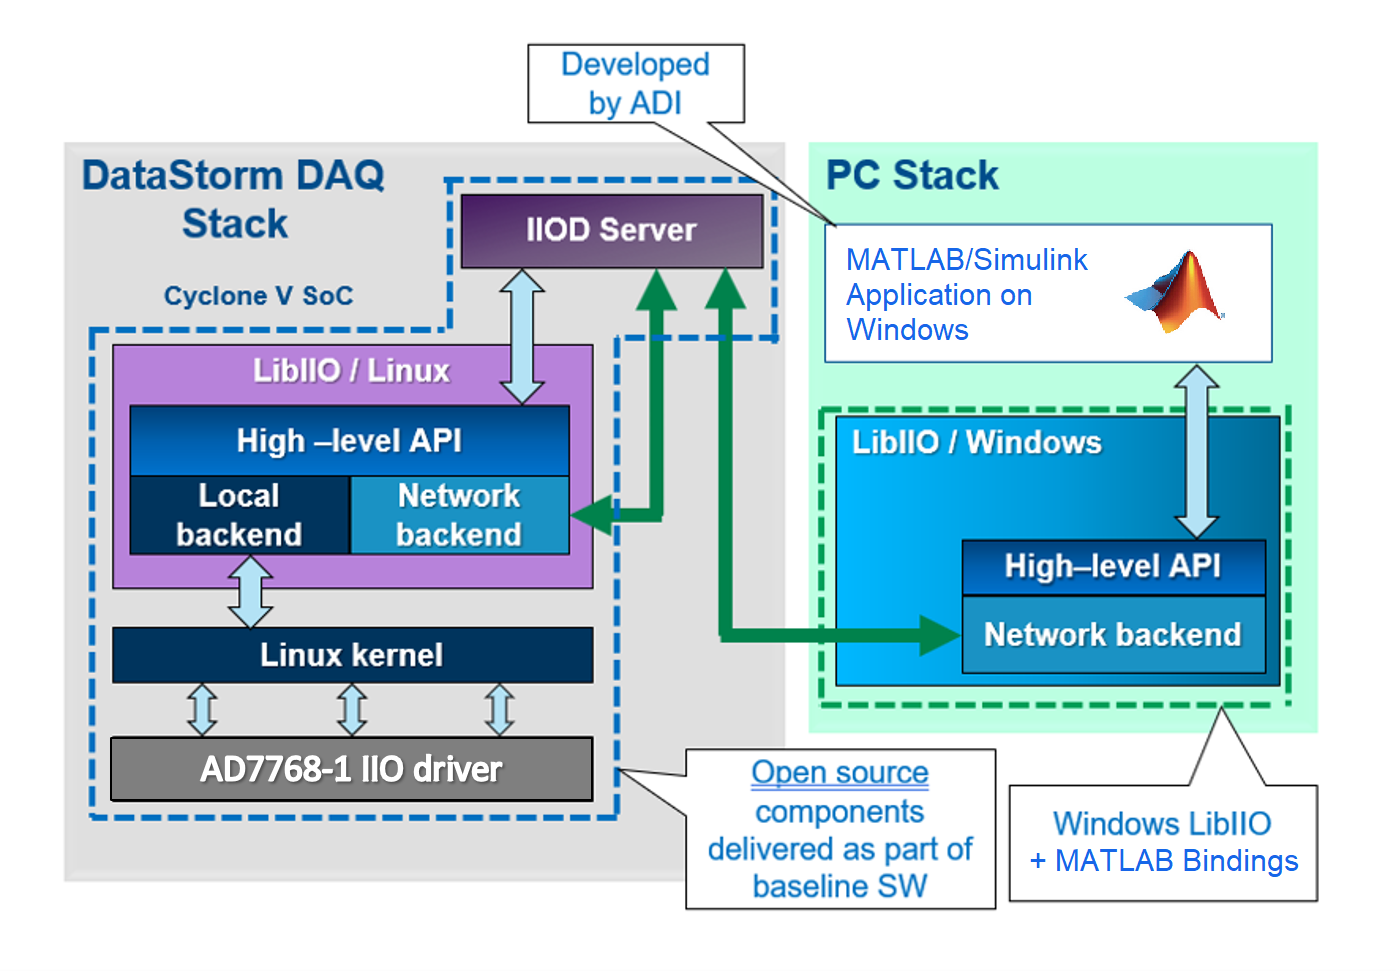 Developed
by ADI
DataStorm DAQ
Stack
Cyclone V SoC
IIOD Server
LibIIO / Linux
High –level API
Local
backend
Network
backend
Linux kernel
AD7768-1 IIO driver
PC Stack
MATLAB/Simulink
Application on
Windows
LibIIO / Windows
High–level API
Network backend
Open source
components
delivered as part of
baseline SW
Windows LibIIO
+ MATLAB Bindings